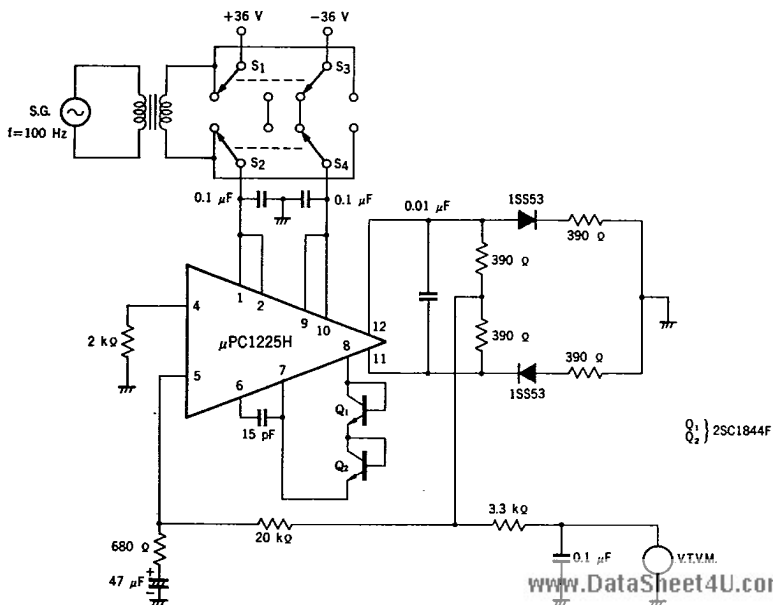 +36 V
−36 V
S1
S3
S.G.
f=100 Hz
S2
S4
0.1 μF
0.1 μF
0.01 μF
1SS53
390 Ω
390 Ω
1
2
9
10
4
12
μPC1225H
2 kΩ
11
390 Ω
8
390 Ω
5
7
1SS53
6
Q1
15 pF
Q1
Q2
} 2SC1844F
Q2
3.3 kΩ
20 kΩ
680 Ω
0.1 μF
V.T.V.M.
+
47 μF
−
www.DataSheet4U.com